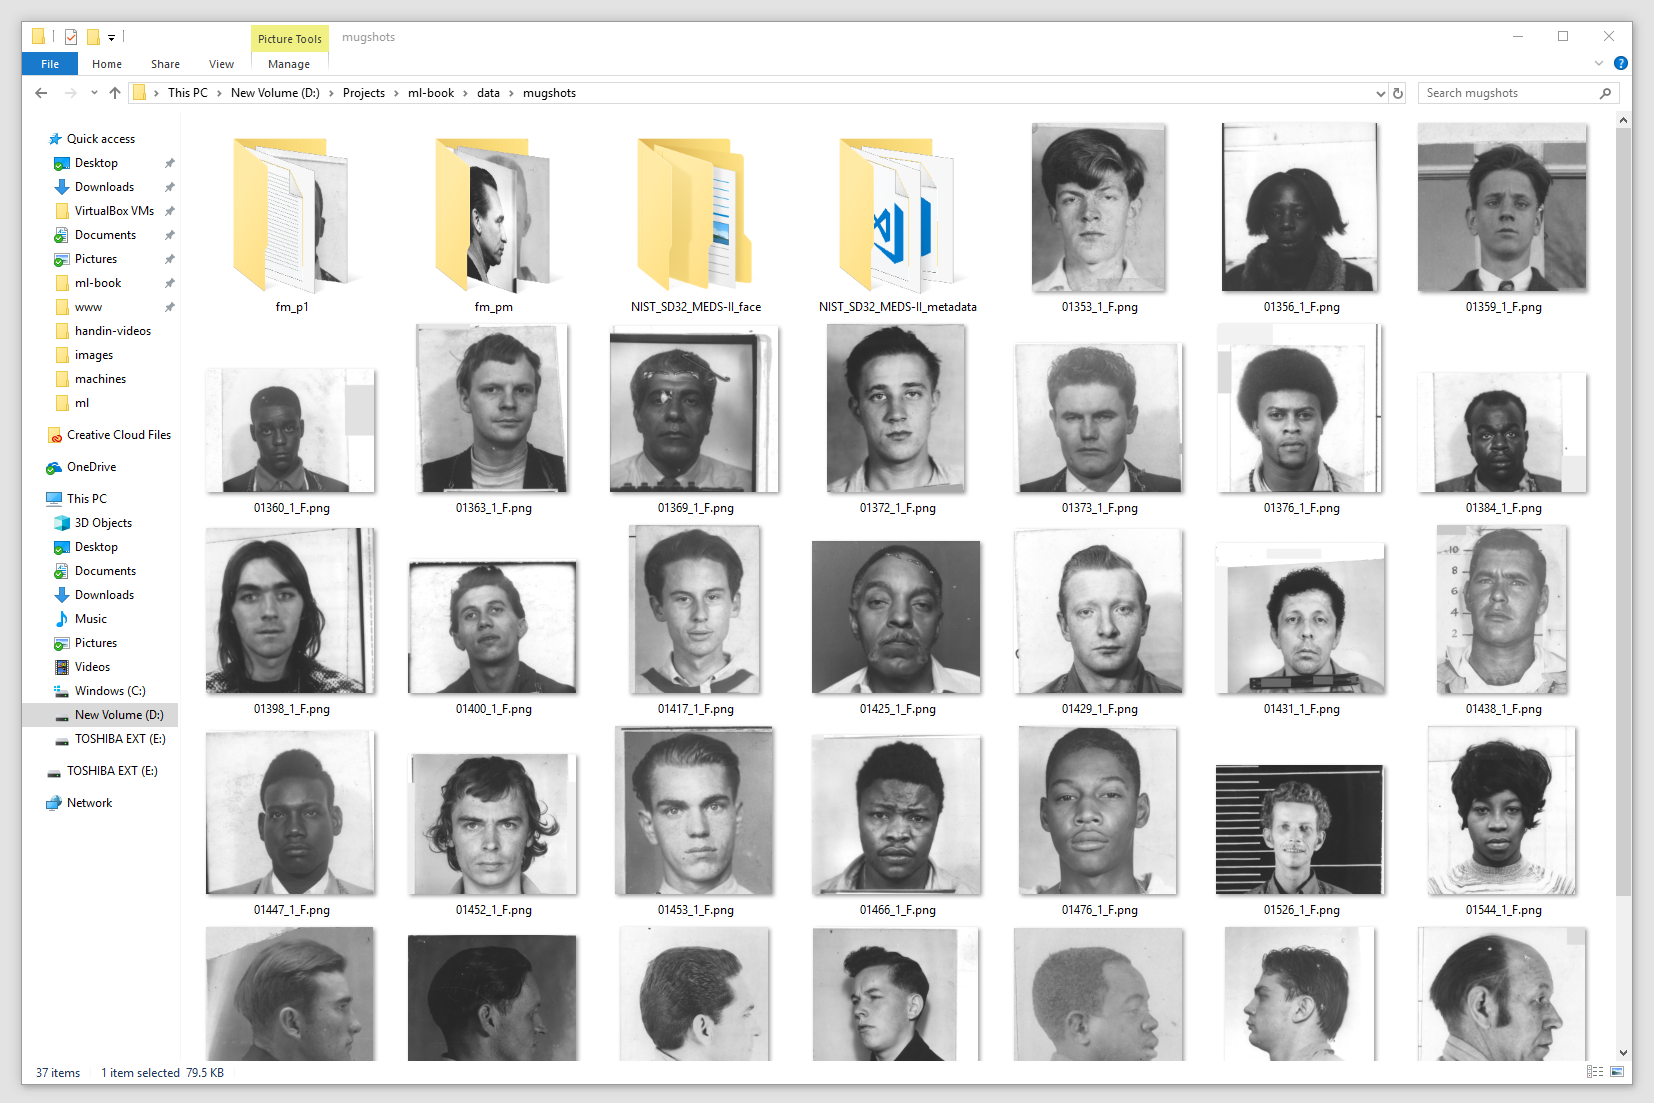 Picture Tools
mugshots
File
Home
Share
View
Manage
This PC
New Volume (D:)
Projects
ml-book
data
mugshots
Search mugshots
Quick access
Desktop
Downloads
VirtualBox VMs
Documents
Pictures
ml-book
www
handin-videos
images
machines
ml
Creative Cloud Files
OneDrive
This PC
3D Objects
Desktop
Documents
Downloads
Music
Pictures
Videos
Windows (C:)
New Volume (D:)
TOSHIBA EXT (E:)
TOSHIBA EXT (E:)
Network
fm_p1
fm_pm
NIST_SD32_MEDS-II_face
NIST_SD32_MEDS-II_metadata
01353_1_F.png
01356_1_F.png
01359_1_F.png
01360_1_F.png
01363_1_F.png
01369_1_F.png
01372_1_F.png
01373_1_F.png
01376_1_F.png
01384_1_F.png
10
8
6
4
2
01398_1_F.png
01400_1_F.png
01417_1_F.png
01425_1_F.png
01429_1_F.png
01431_1_F.png
01438_1_F.png
01447_1_F.png
01452_1_F.png
01453_1_F.png
01466_1_F.png
01476_1_F.png
01526_1_F.png
01544_1_F.png
37 items
1 item selected 79.5 KB